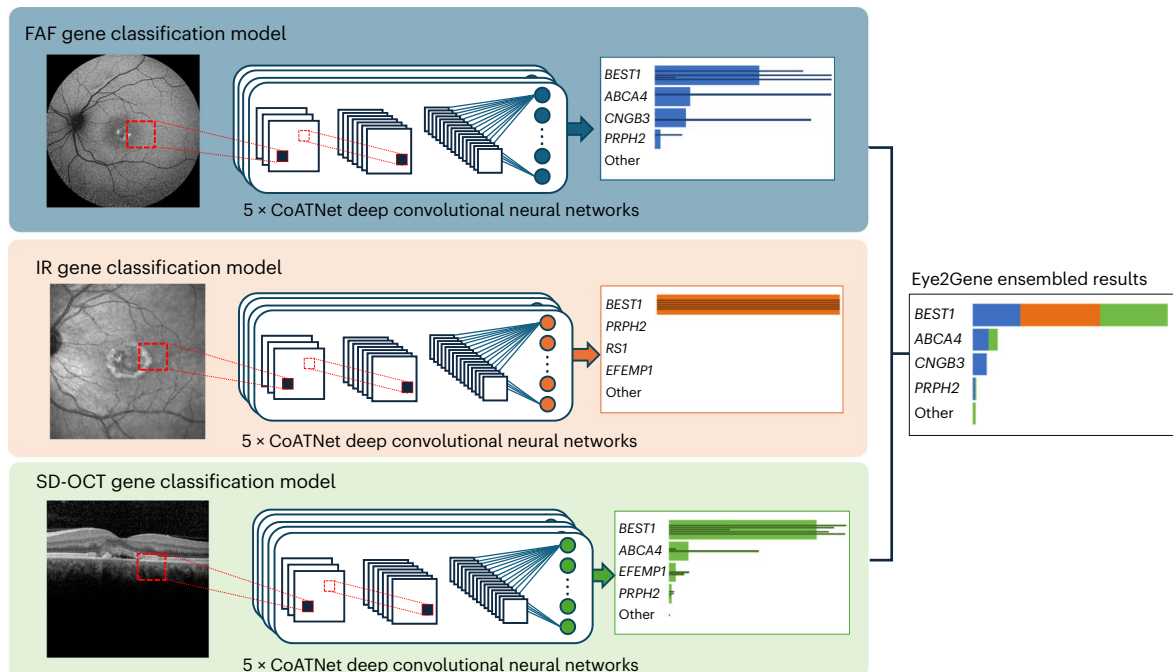 FAF gene classification model
BEST1
ABCA4
CNGB3
PRPH2
Other
5 × CoATNet deep convolutional neural networks
IR gene classification model
BEST1
PRPH2
RS1
EFEMP1
Other
5 × CoATNet deep convolutional neural networks
SD-OCT gene classification model
BEST1
ABCA4
EFEMP1
PRPH2
Other
5 × CoATNet deep convolutional neural networks
Eye2Gene ensembled results
BEST1
ABCA4
CNGB3
PRPH2
Other